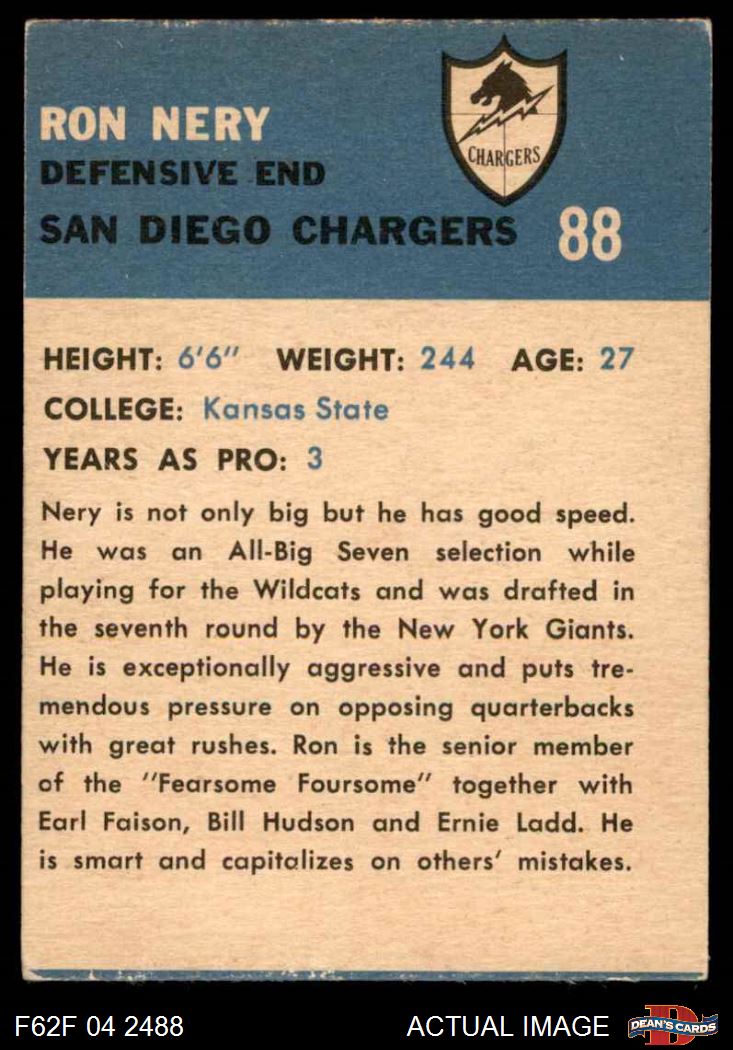 CHARGERS
RON NERY
DEFENSIVE END
SAN DIEGO CHARGERS 88
HEIGHT: 6'6" WEIGHT: 244 AGE: 27
COLLEGE: Kansas State
YEARS AS PRO: 3
Nery is not only big but he has good speed.
He was an All-Big Seven selection while
playing for the Wildcats and was drafted in
the seventh round by the New York Giants.
He is exceptionally aggressive and puts tre-
mendous pressure on opposing quarterbacks
with great rushes. Ron is the senior member
of the "Fearsome Foursome" together with
Earl Faison, Bill Hudson and Ernie Ladd. He
is smart and capitalizes on others' mistakes.
F62F 04 2488 ACTUAL IMAGE
D
DEAN'S CARDS